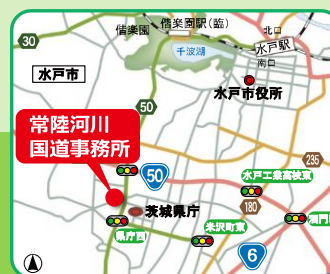 偕楽園
偕楽園駅(臨)
北口
水戸駅
南口
千波湖
30
水戸市
水戸市役所
50
常陸河川
国道事務所
50
235
水戸工業高校東
茨城県庁
180
県庁西
米沢町東
6